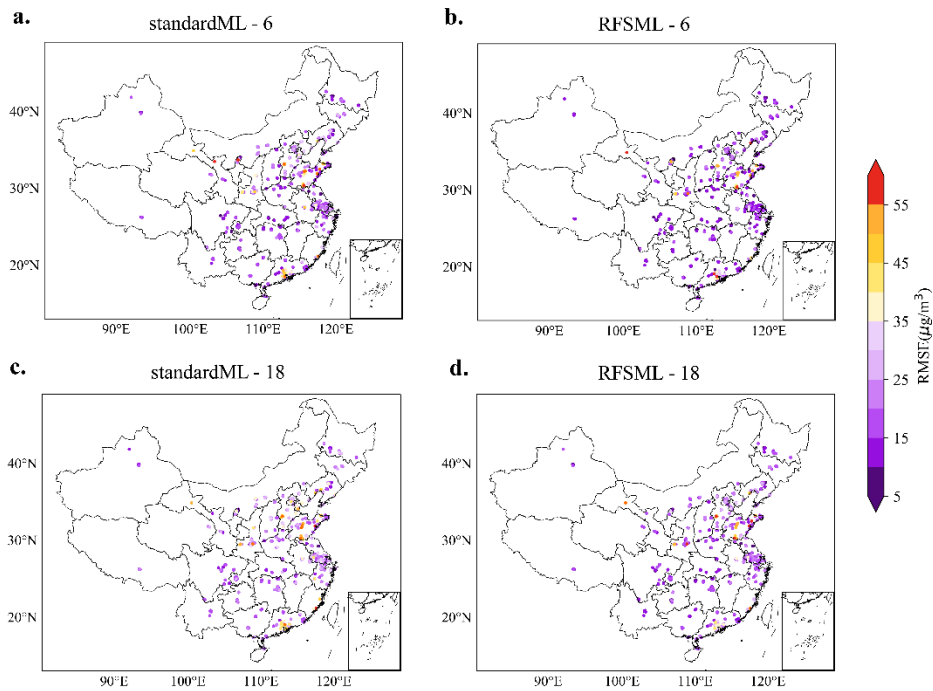 a.
standardML - 6
40°N
30°N
20°N
90°E 100°E 110°E 120°E
b.
RFSML - 6
40°N
30°N
20°N
90°E 100°E 110°E 120°E
c.
standardML - 18
40°N
30°N
20°N
90°E 100°E 110°E 120°E
d.
RFSML - 18
40°N
30°N
20°N
90°E 100°E 110°E 120°E
55
45
35
25
15
5
RMSE(μg/m³)